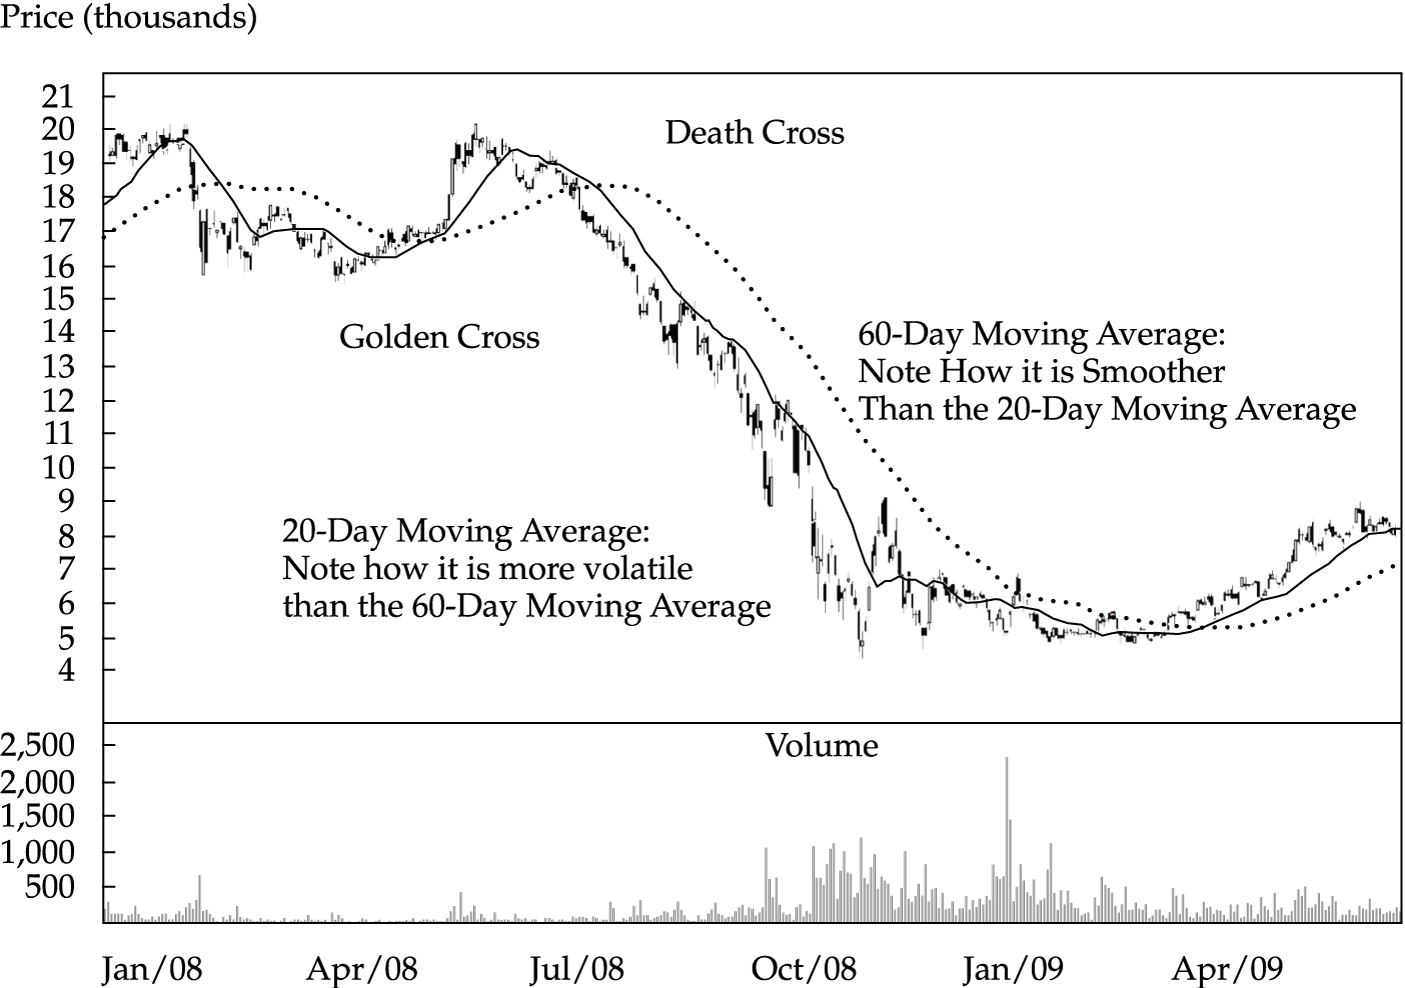 Price (thousands)
21
20
19
18
17
16
15
14
13
12
11
10
9
8
7
6
5
4
Death Cross
Golden Cross
60-Day Moving Average:
Note How it is Smoother
Than the 20-Day Moving Average
20-Day Moving Average:
Note how it is more volatile
than the 60-Day Moving Average
Volume
2,500
2,000
1,500
1,000
500
Jan/08 Apr/08 Jul/08 Oct/08 Jan/09 Apr/09